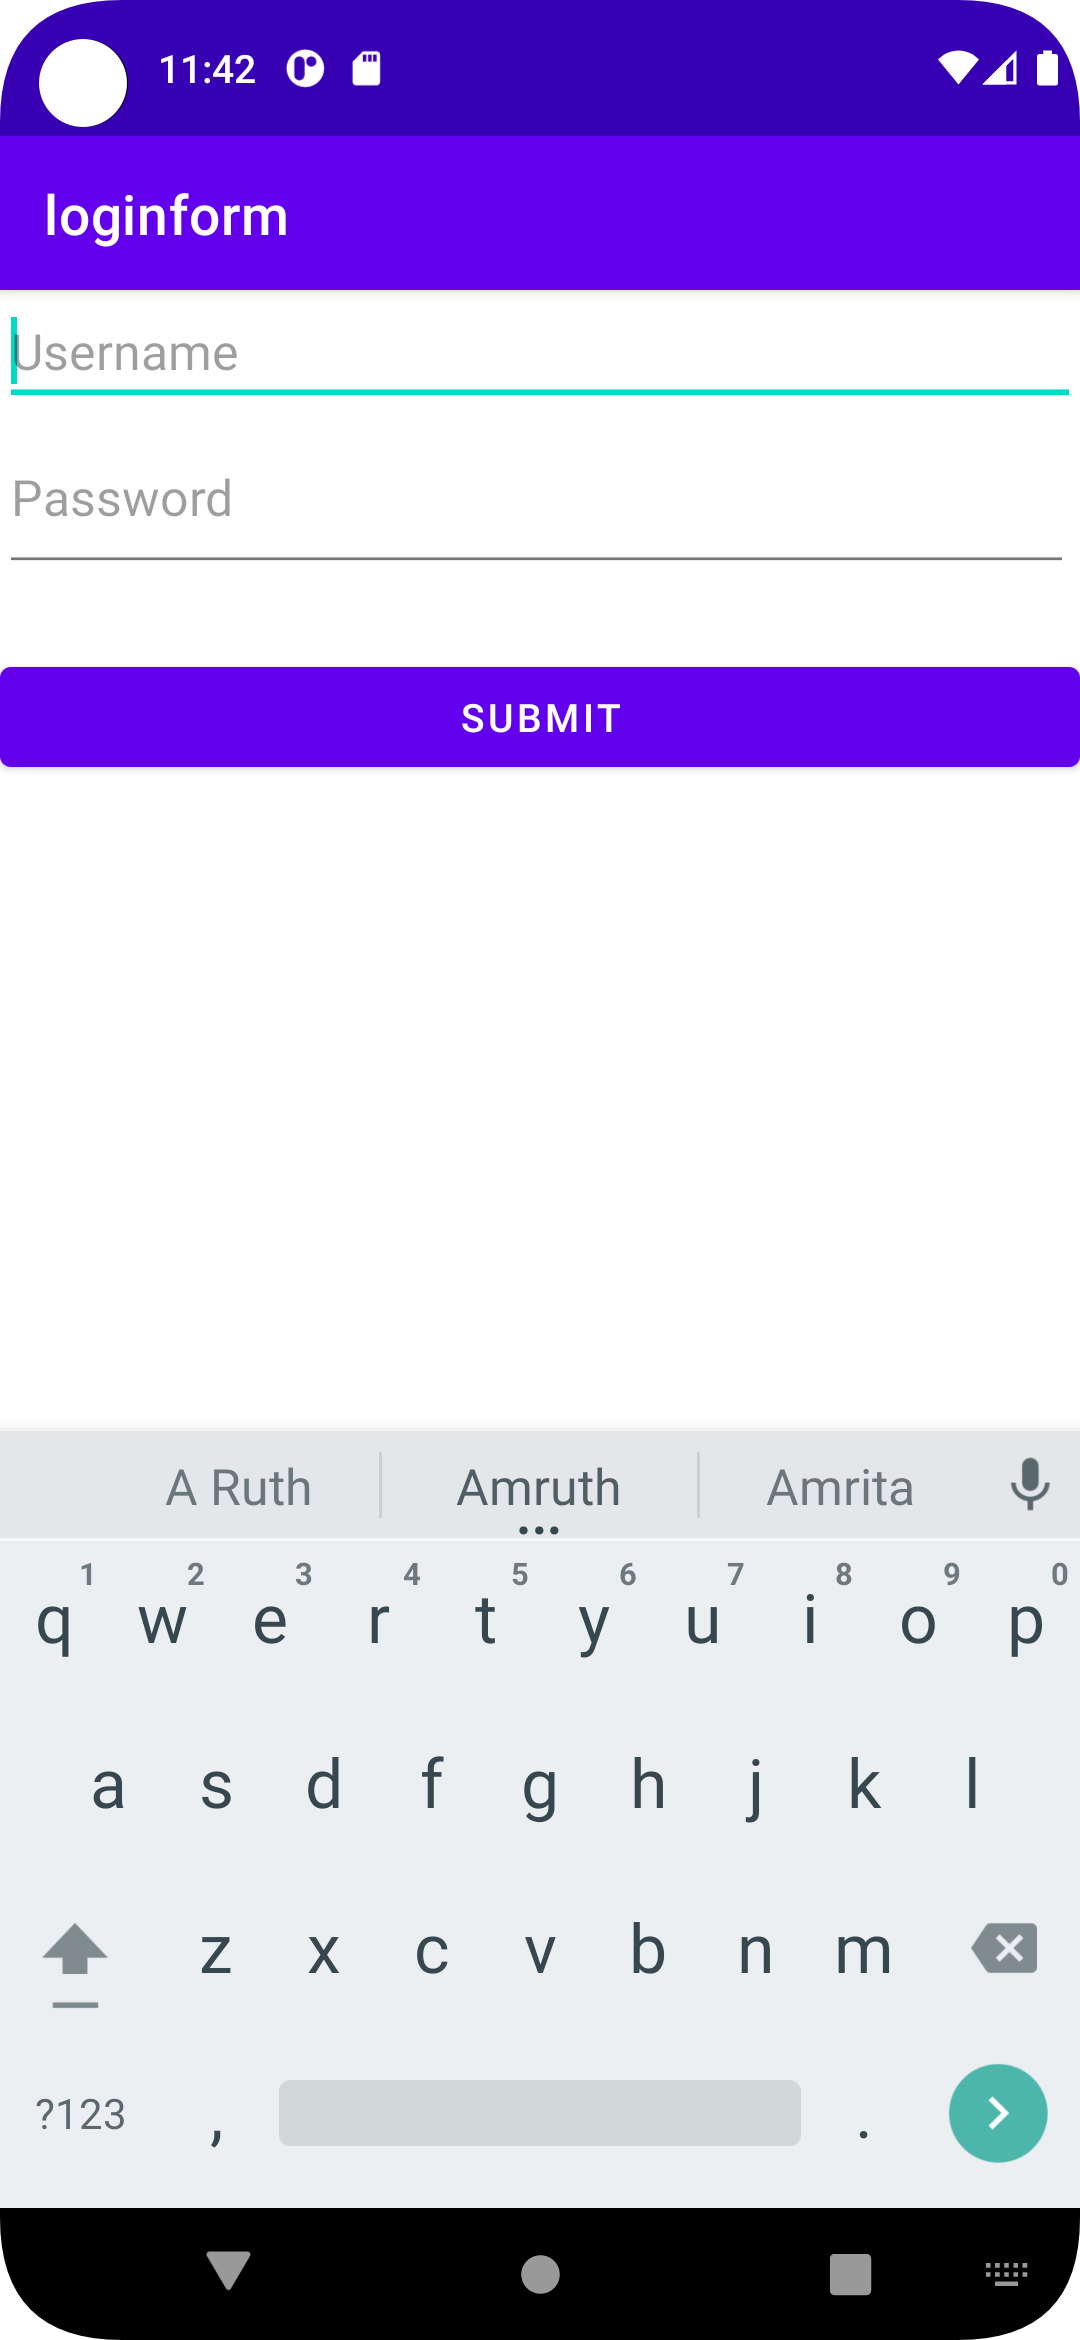 11:42
loginform
Username
Password
SUBMIT
A Ruth Amruth Amrita
1 2 3 4 5 6 7 8 9 0
q w e r t y u i o p
a s d f g h j k l
z x c v b n m
?123 , .